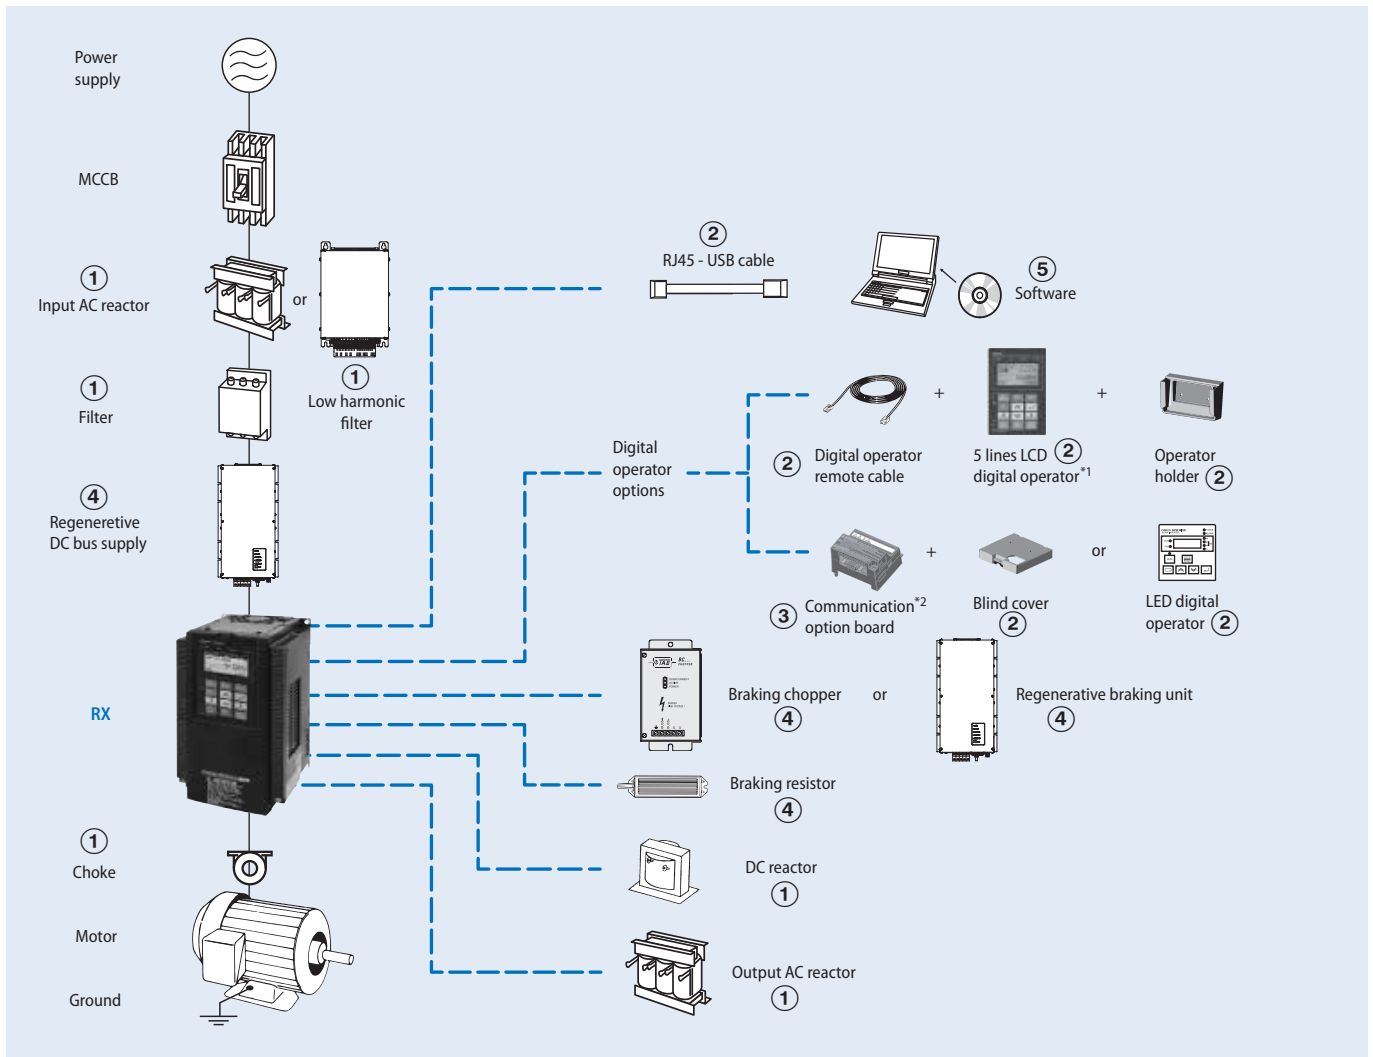 Power
supply
MCCB
1
Input AC reactor
or
1
Low harmonic
filter
1
Filter
4
Regeneretive
DC bus supply
RX
1
Choke
Motor
Ground
2
RJ45 - USB cable
5
Software
Digital
operator
options
+
+
2 Digital operator
remote cable
5 lines LCD 2
digital operator*1
Operator
holder 2
+
or
3 Communication*2
option board
Blind cover
2
LED digital
operator 2
Braking chopper
4
or
Regenerative braking unit
4
Braking resistor
4
DC reactor
1
Output AC reactor
1